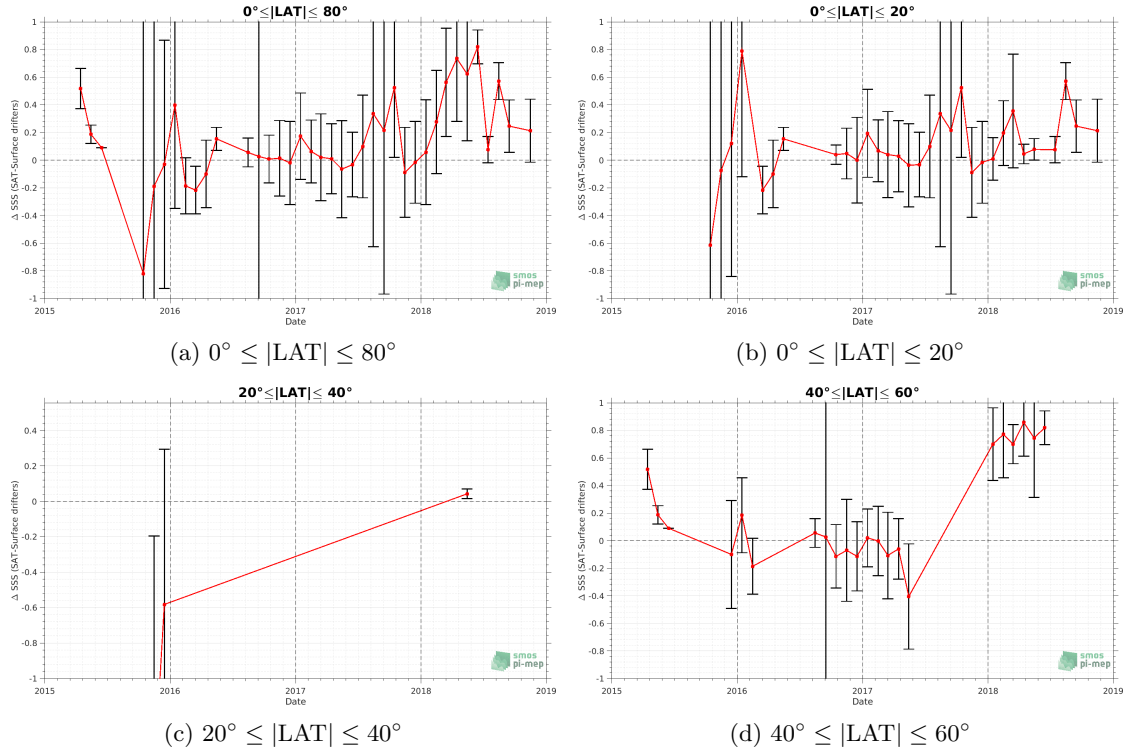 0°≤|LAT|≤ 80°
Δ SSS (SAT-Surface drifters)
1
0.8
0.6
0.4
0.2
0
-0.2
-0.4
-0.6
-0.8
-1
2015
2016
2017
2018
2019
Date
smos
pi-mep
(a) 0° ≤ |LAT| ≤ 80°
0°≤|LAT|≤ 20°
Δ SSS (SAT-Surface drifters)
1
0.8
0.6
0.4
0.2
0
-0.2
-0.4
-0.6
-0.8
-1
2015
2016
2017
2018
2019
Date
smos
pi-mep
(b) 0° ≤ |LAT| ≤ 20°
20°≤|LAT|≤ 40°
Δ SSS (SAT-Surface drifters)
0.4
0.2
0
-0.2
-0.4
-0.6
-0.8
-1
2015
2016
2017
2018
2019
Date
smos
pi-mep
(c) 20° ≤ |LAT| ≤ 40°
40°≤|LAT|≤ 60°
Δ SSS (SAT-Surface drifters)
1
0.8
0.6
0.4
0.2
0
-0.2
-0.4
-0.6
-0.8
-1
2015
2016
2017
2018
2019
Date
smos
pi-mep
(d) 40° ≤ |LAT| ≤ 60°